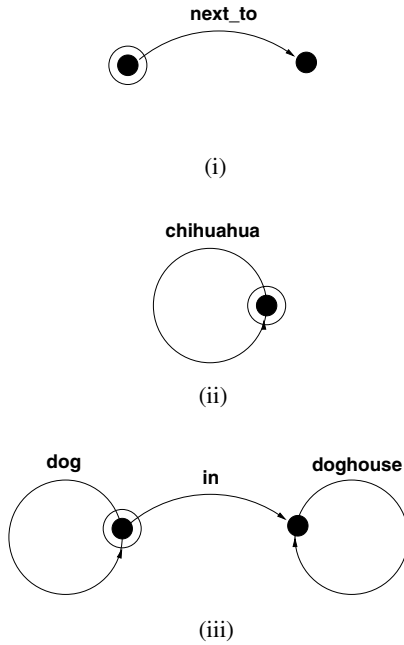 next_to
(i)
chihuahua
(ii)
dog
in
doghouse
(iii)